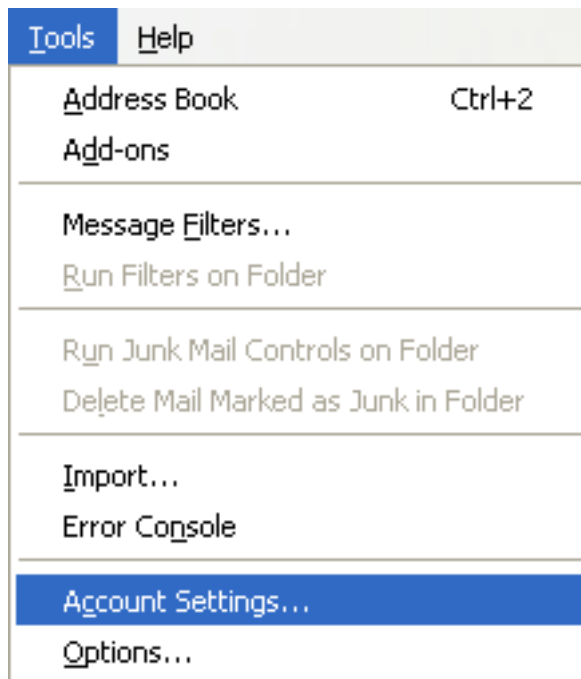 Tools Help
Address Book Ctrl+2
Add-ons
Message Filters...
Run Filters on Folder
Run Junk Mail Controls on Folder
Delete Mail Marked as Junk in Folder
Import...
Error Console
Account Settings...
Options...